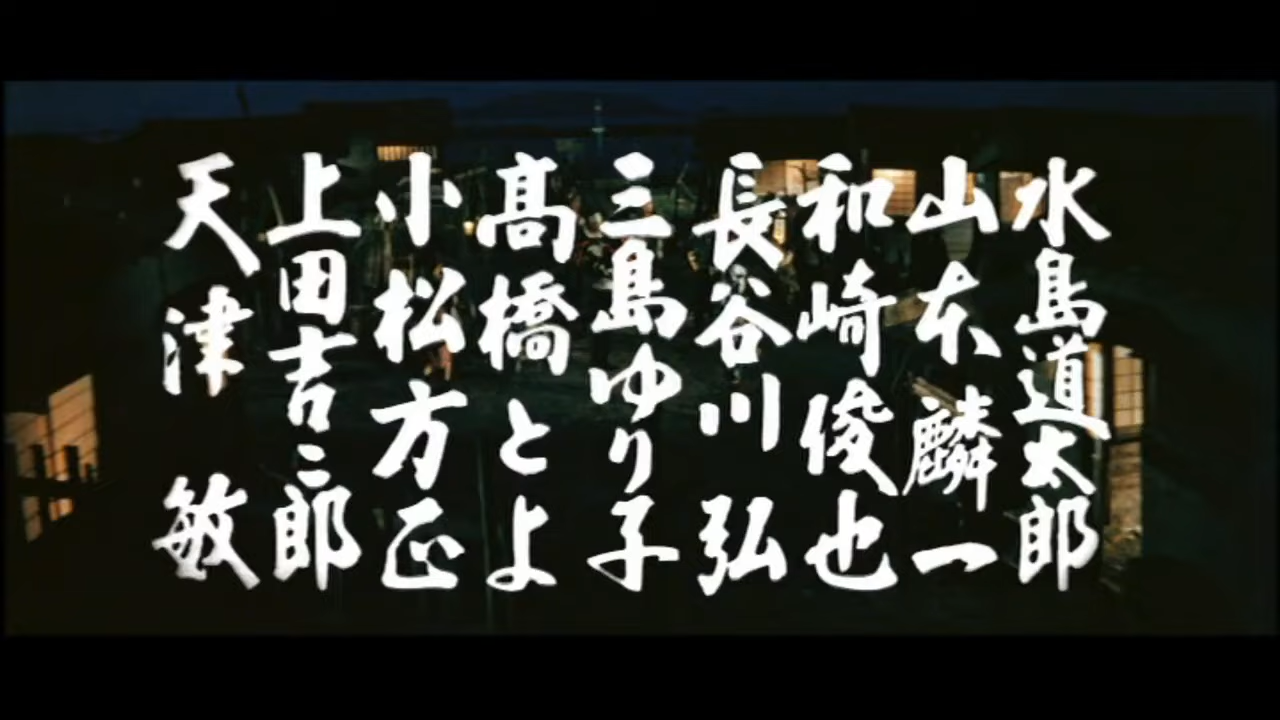 水島道太郎
山本麟一
和崎俊也
長谷川弘
三島ゆり子
髙橋とよ
小松方正
上田吉二郎
天津敏